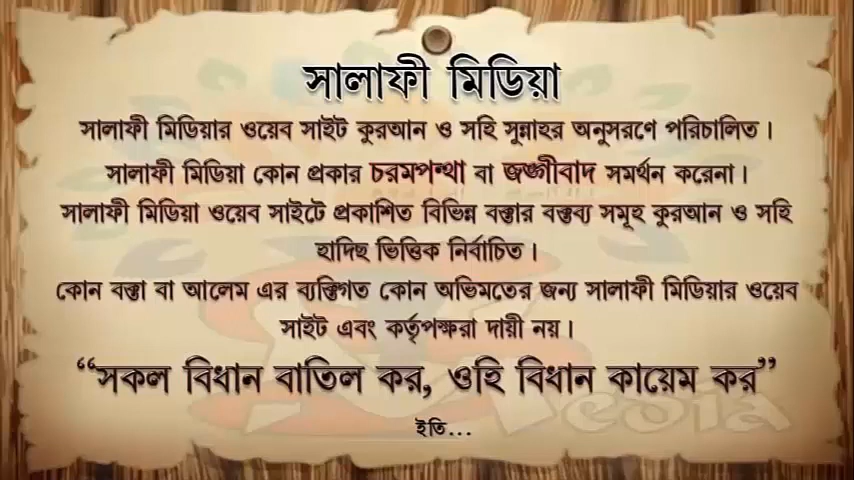 সালাফী মিডিয়া
সালাফী মিডিয়ার ওয়েব সাইট কুরআন ও সহি সুন্নাহর অনুসরণে পরিচালিত।
সালাফী মিডিয়া কোন প্রকার চরমপন্থা বা জঙ্গীবাদ সমর্থন করেনা।
সালাফী মিডিয়া ওয়েব সাইটে প্রকাশিত বিভিন্ন বক্তার বক্তব্য সমূহ কুরআন ও সহি
হাদিছ ভিত্তিক নির্বাচিত।
কোন বক্তা বা আলেম এর ব্যক্তিগত কোন অভিমতের জন্য সালাফী মিডিয়ার ওয়েব
সাইট এবং কর্তৃপক্ষরা দায়ী নয়।
“সকল বিধান বাতিল কর, ওহি বিধান কায়েম কর”
ইতি...